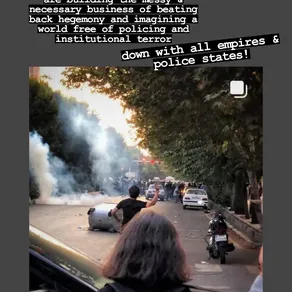 are building the messy &
necessary business of beating
back hegemony and imagining a
world free of policing and
institutional terror
down with all empires &
police states!